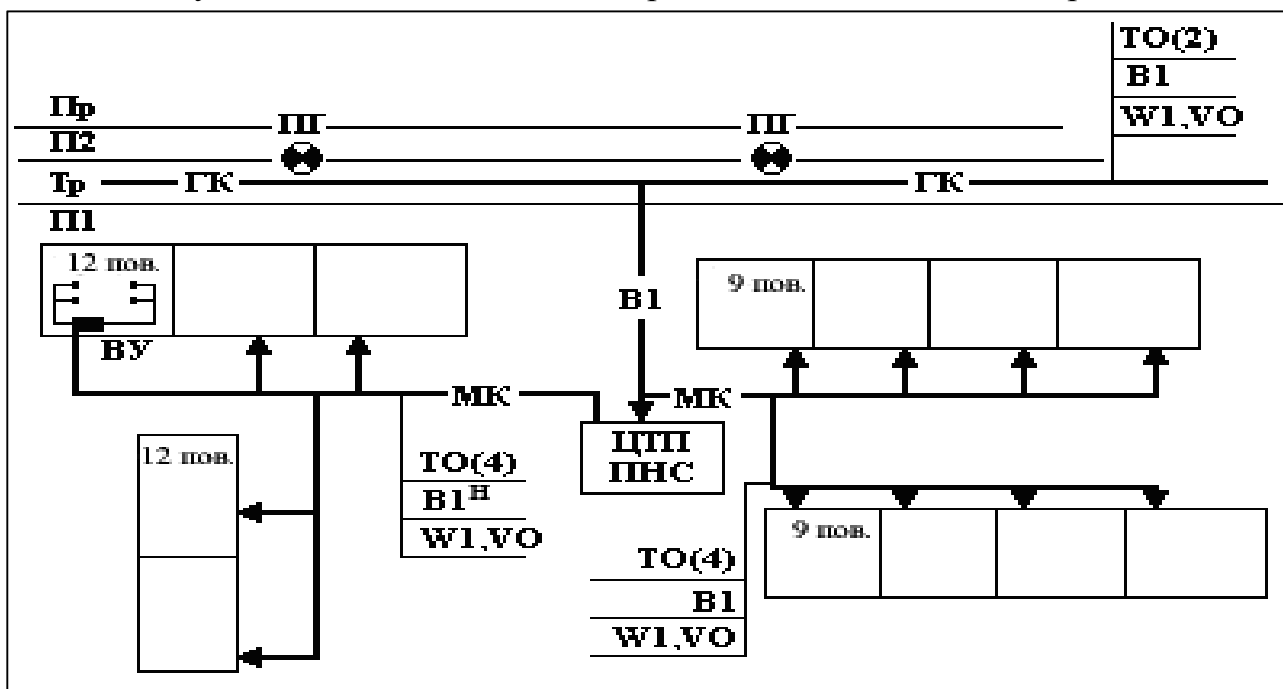 ТО(2)
В1
W1,VO
Пр
ПГ
ПГ
П2
Тр
ГК
ГК
П1
12 пов.
ВУ
В1
9 пов.
МК
МК
ЦТП
ПНС
12 пов.
ТО(4)
В1ᴴ
W1,VO
9 пов.
ТО(4)
В1
W1,VO